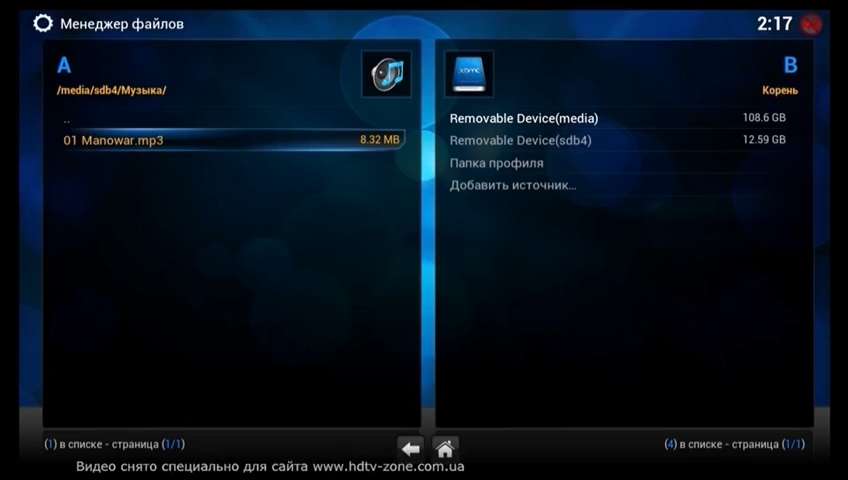 Менеджер файлов
2:17
A
/media/sdb4/Музыка/
..
01 Manowar.mp3 8.32 MB
(1) в списке - страница (1/1)
XBMC
B
Корень
Removable Device(media) 108.6 GB
Removable Device(sdb4) 12.59 GB
Папка профиля
Добавить источник...
(4) в списке - страница (1/1)
Видео снято специально для сайта www.hdtv-zone.com.ua